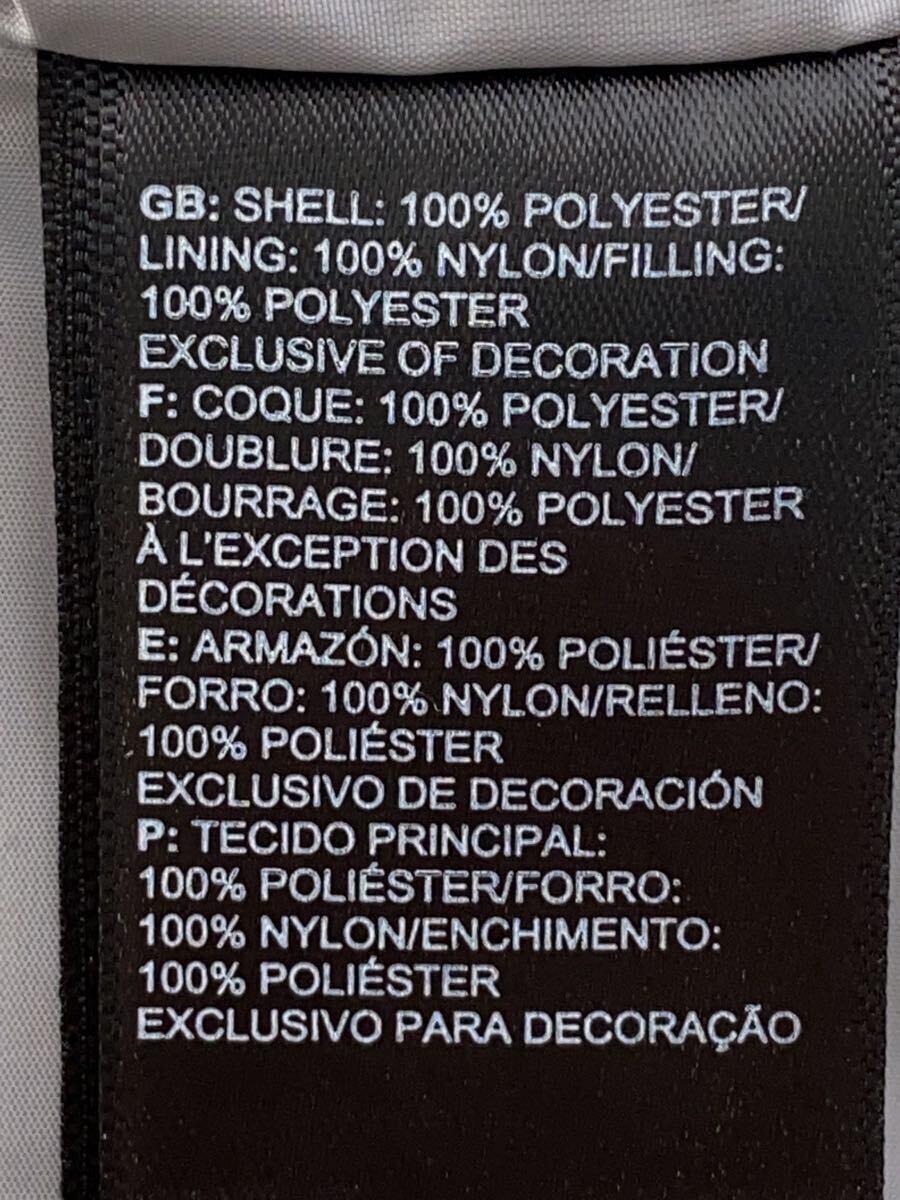 GB: SHELL: 100% POLYESTER/
LINING: 100% NYLON/FILLING:
100% POLYESTER
EXCLUSIVE OF DECORATION
F: COQUE: 100% POLYESTER/
DOUBLURE: 100% NYLON/
BOURRAGE: 100% POLYESTER
À L'EXCEPTION DES
DÉCORATIONS
E: ARMAZÓN: 100% POLIÉSTER/
FORRO: 100% NYLON/RELLENO:
100% POLIÉSTER
EXCLUSIVO DE DECORACIÓN
P: TECIDO PRINCIPAL:
100% POLIÉSTER/FORRO:
100% NYLON/ENCHIMENTO:
100% POLIÉSTER
EXCLUSIVO PARA DECORAÇÃO